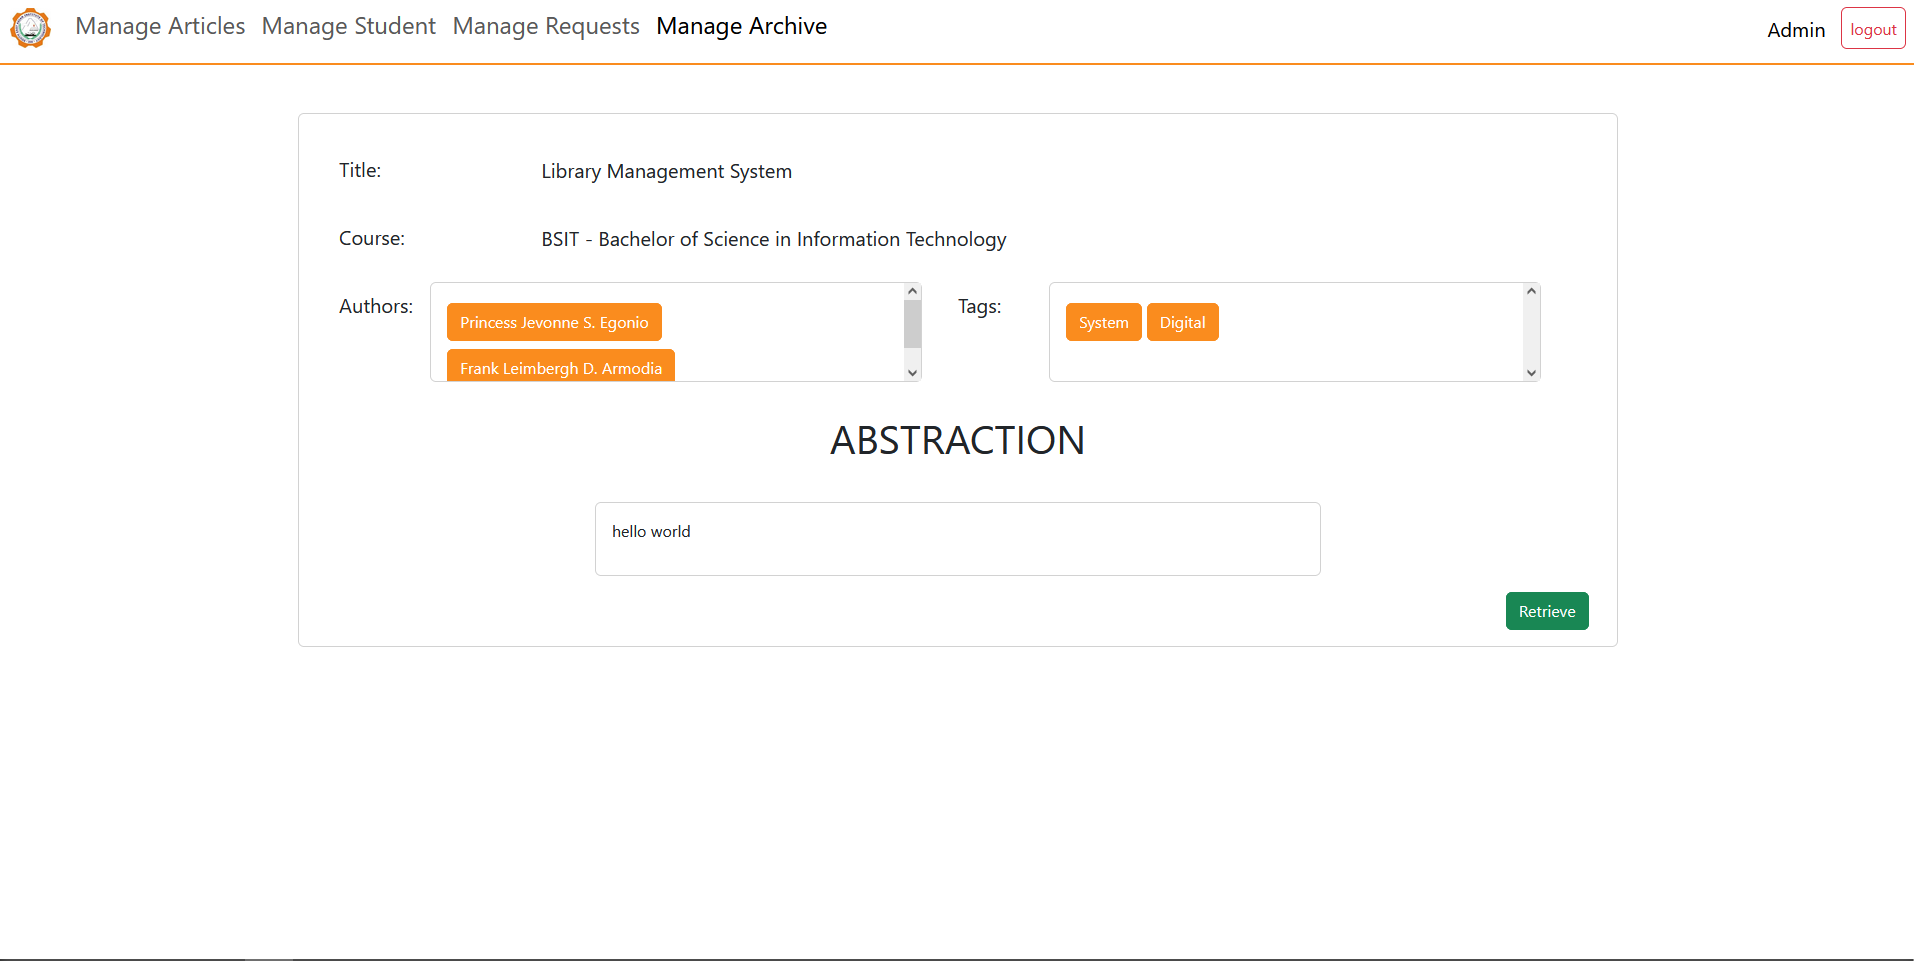 Manage Articles Manage Student Manage Requests Manage Archive Admin logout
Title: Library Management System
Course: BSIT - Bachelor of Science in Information Technology
Authors: Princess Jevonne S. Egonio Tags: System Digital
Frank Leimbergh D. Armodia
ABSTRACTION
hello world
Retrieve